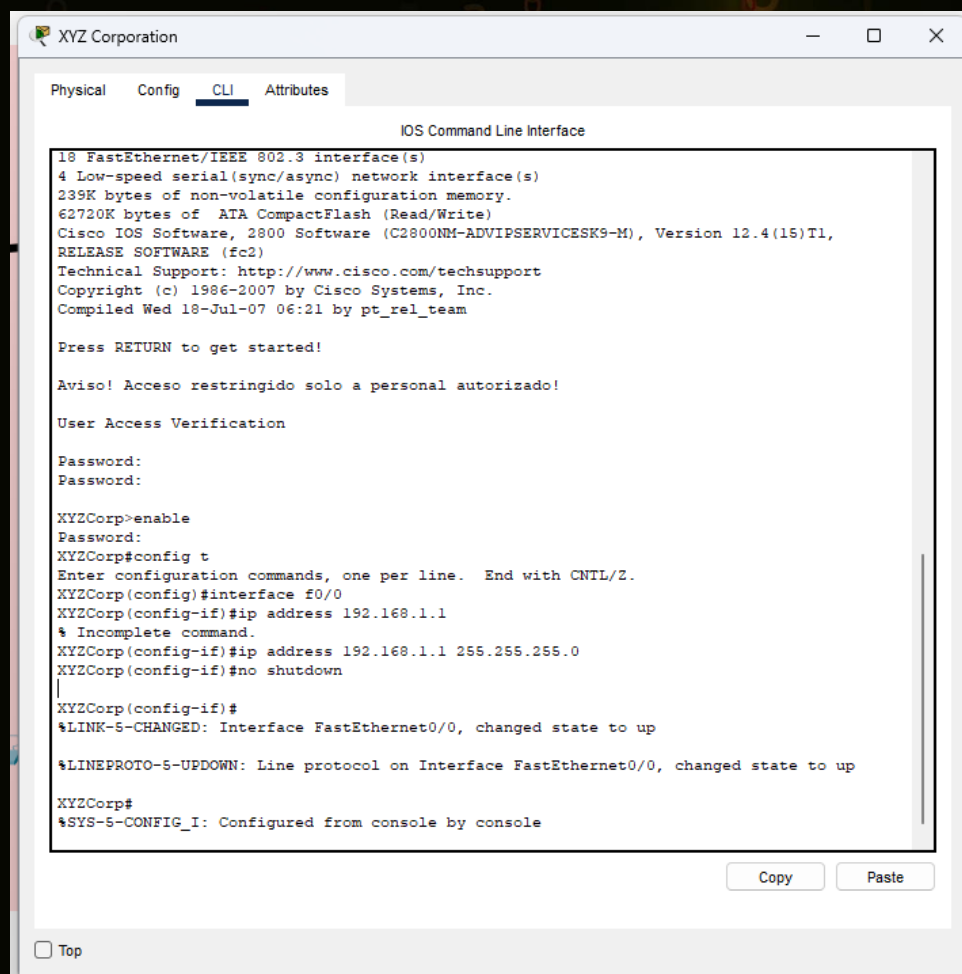 XYZ Corporation
Physical Config CLI Attributes
IOS Command Line Interface
18 FastEthernet/IEEE 802.3 interface(s)
4 Low-speed serial(sync/async) network interface(s)
239K bytes of non-volatile configuration memory.
62720K bytes of  ATA CompactFlash (Read/Write)
Cisco IOS Software, 2800 Software (C2800NM-ADVIPSERVICESK9-M), Version 12.4(15)T1,
RELEASE SOFTWARE (fc2)
Technical Support: http://www.cisco.com/techsupport
Copyright (c) 1986-2007 by Cisco Systems, Inc.
Compiled Wed 18-Jul-07 06:21 by pt_rel_team
Press RETURN to get started!
Aviso! Acceso restringido solo a personal autorizado!
User Access Verification
Password:
Password:
XYZCorp>enable
Password:
XYZCorp#config t
Enter configuration commands, one per line.  End with CNTL/Z.
XYZCorp(config)#interface f0/0
XYZCorp(config-if)#ip address 192.168.1.1
% Incomplete command.
XYZCorp(config-if)#ip address 192.168.1.1 255.255.255.0
XYZCorp(config-if)#no shutdown
XYZCorp(config-if)#
%LINK-5-CHANGED: Interface FastEthernet0/0, changed state to up
%LINEPROTO-5-UPDOWN: Line protocol on Interface FastEthernet0/0, changed state to up
XYZCorp#
%SYS-5-CONFIG_I: Configured from console by console
Copy Paste
Top